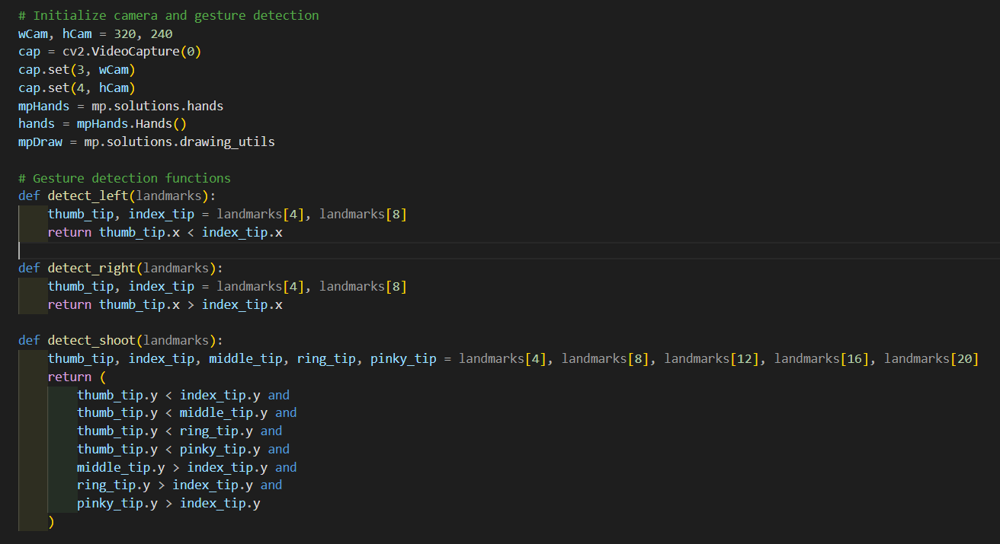 # Initialize camera and gesture detection
wCam, hCam = 320, 240
cap = cv2.VideoCapture(0)
cap.set(3, wCam)
cap.set(4, hCam)
mpHands = mp.solutions.hands
hands = mpHands.Hands()
mpDraw = mp.solutions.drawing_utils

# Gesture detection functions
def detect_left(landmarks):
    thumb_tip, index_tip = landmarks[4], landmarks[8]
    return thumb_tip.x < index_tip.x

def detect_right(landmarks):
    thumb_tip, index_tip = landmarks[4], landmarks[8]
    return thumb_tip.x > index_tip.x

def detect_shoot(landmarks):
    thumb_tip, index_tip, middle_tip, ring_tip, pinky_tip = landmarks[4], landmarks[8], landmarks[12], landmarks[16], landmarks[20]
    return (
        thumb_tip.y < index_tip.y and
        thumb_tip.y < middle_tip.y and
        thumb_tip.y < ring_tip.y and
        thumb_tip.y < pinky_tip.y and
        middle_tip.y > index_tip.y and
        ring_tip.y > index_tip.y and
        pinky_tip.y > index_tip.y
    )